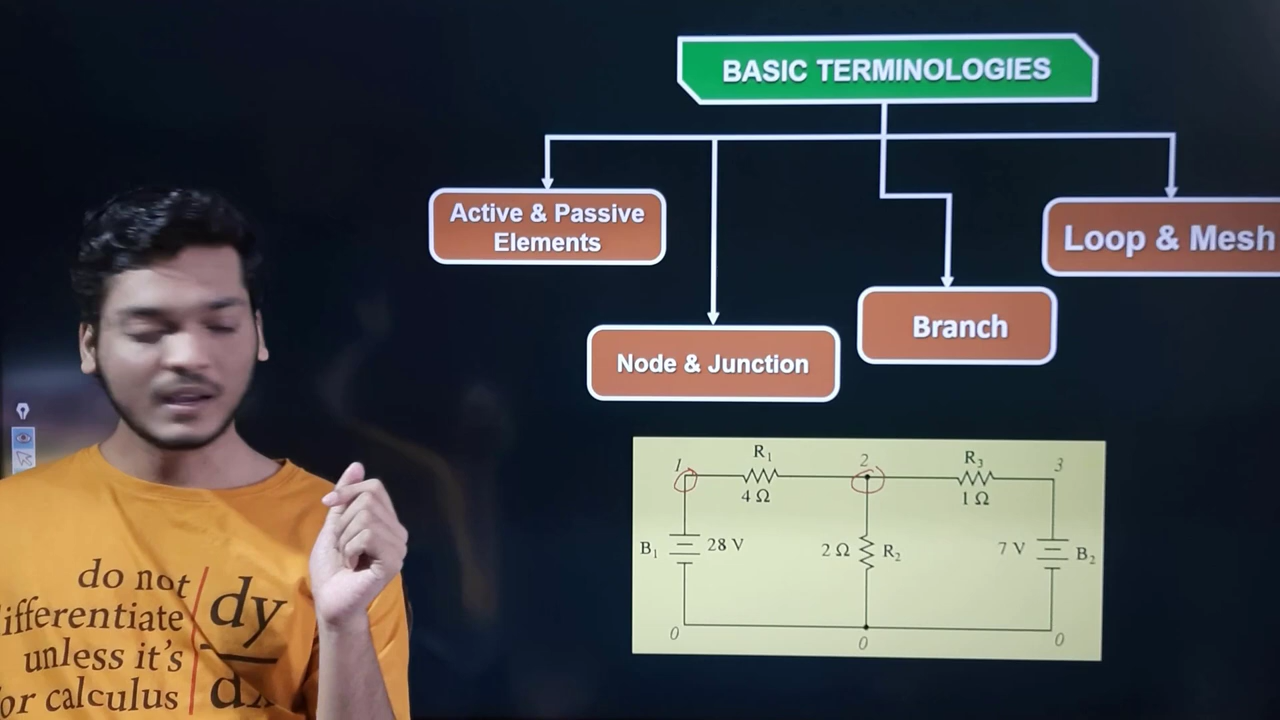 BASIC TERMINOLOGIES
Active & Passive
Elements
Loop & Mesh
Branch
Node & Junction
1
R₁
4 Ω
2
R₃
1 Ω
3
B₁
28 V
2 Ω
R₂
7 V
B₂
0
0
0
do not
ifferentiate
unless it's
or calculus
dy
dx